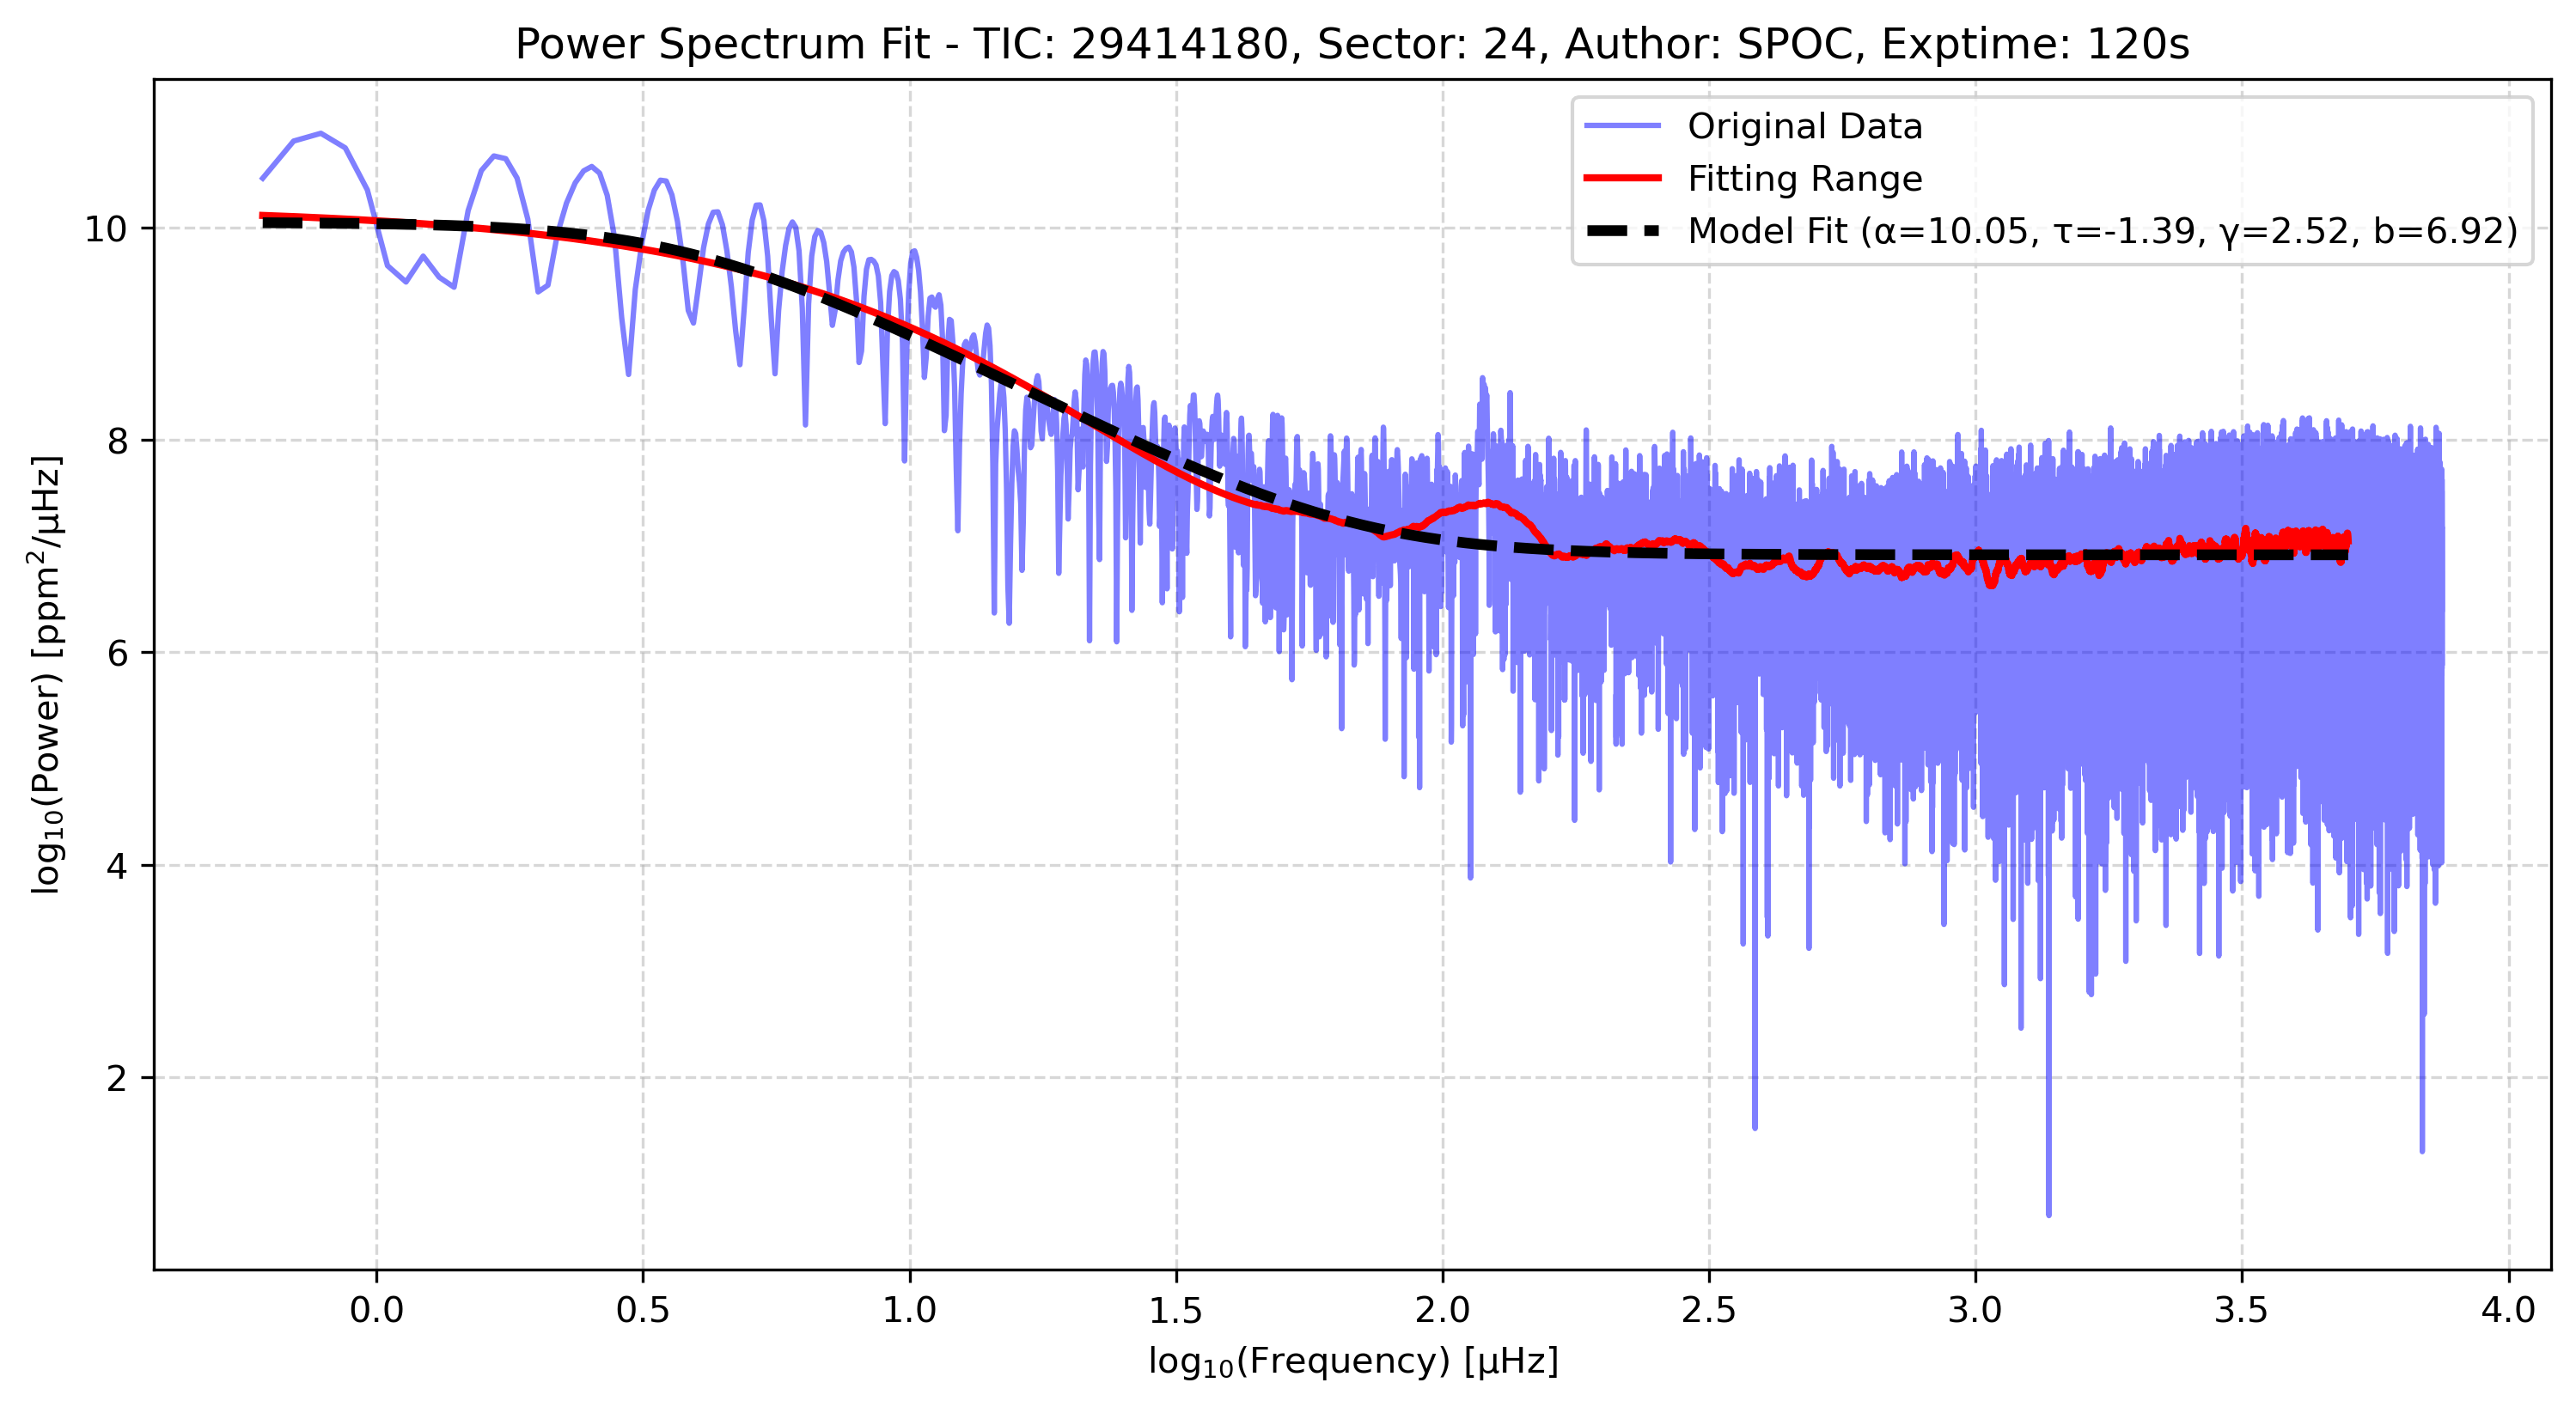 Power Spectrum Fit - TIC: 29414180, Sector: 24, Author: SPOC, Exptime: 120s
Original Data
Fitting Range
Model Fit (α=10.05, τ=-1.39, γ=2.52, b=6.92)
log₁₀(Power) [ppm²/μHz]
10
8
6
4
2
0.0 0.5 1.0 1.5 2.0 2.5 3.0 3.5 4.0
log₁₀(Frequency) [μHz]